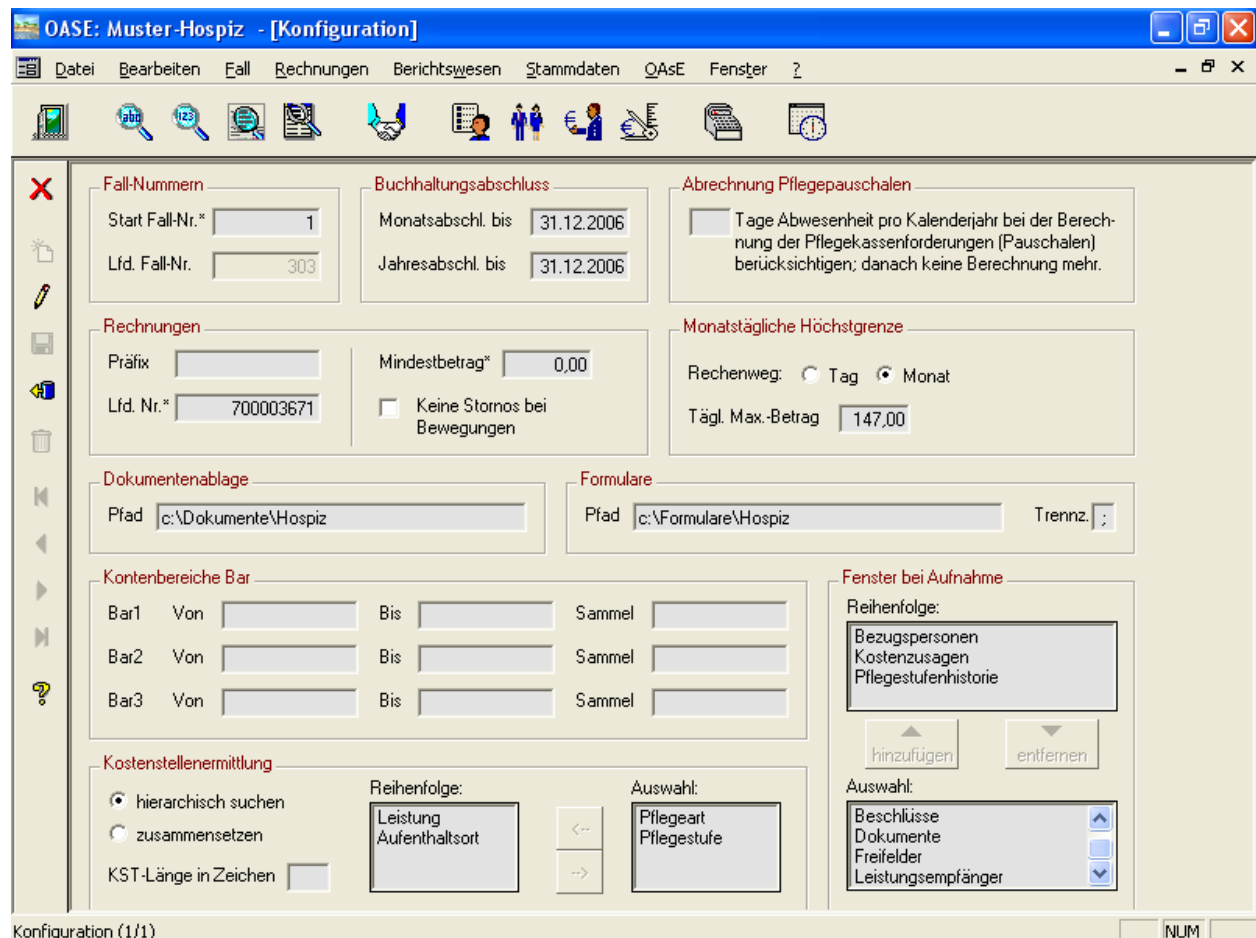 OASE: Muster-Hospiz - [Konfiguration]
Datei Bearbeiten Fall Rechnungen Berichtswesen Stammdaten OAsE Fenster ?
abc 123
Fall-Nummern
Start Fall-Nr.* 1
Lfd. Fall-Nr. 303
Buchhaltungsabschluss
Monatsabschl. bis 31.12.2006
Jahresabschl. bis 31.12.2006
Abrechnung Pflegepauschalen
Tage Abwesenheit pro Kalenderjahr bei der Berech-
nung der Pflegekassenforderungen (Pauschalen)
berücksichtigen; danach keine Berechnung mehr.
Rechnungen
Präfix
Lfd. Nr.* 700003671
Mindestbetrag* 0,00
Keine Stornos bei
Bewegungen
Monatstägliche Höchstgrenze
Rechenweg: Tag Monat
Tägl. Max.-Betrag 147,00
Dokumentenablage
Pfad c:\Dokumente\Hospiz
Formulare
Pfad c:\Formulare\Hospiz Trennz. ;
Kontenbereiche Bar
Bar1 Von Bis Sammel
Bar2 Von Bis Sammel
Bar3 Von Bis Sammel
Fenster bei Aufnahme
Reihenfolge:
Bezugspersonen
Kostenzusagen
Pflegestufenhistorie
hinzufügen entfernen
Auswahl:
Beschlüsse
Dokumente
Freifelder
Leistungsempfänger
Kostenstellenermittlung
hierarchisch suchen
zusammensetzen
KST-Länge in Zeichen
Reihenfolge:
Leistung
Aufenthaltsort
<--
-->
Auswahl:
Pflegeart
Pflegestufe
Konfiguration (1/1) NUM